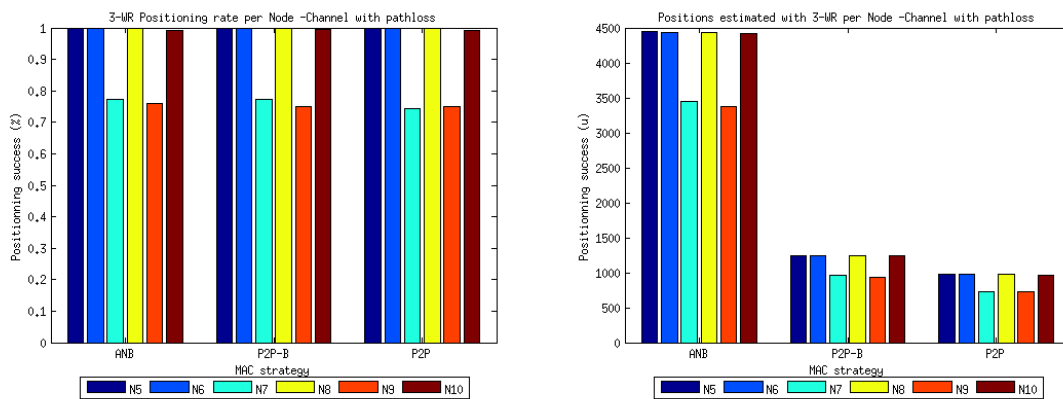 3-WR Positioning rate per Node -Channel with pathloss
1
0.9
0.8
0.7
0.6
0.5
0.4
0.3
0.2
0.1
0
Positionning success (%)
ANB
P2P-B
P2P
MAC strategy
N5
N6
N7
N8
N9
N10
Positions estimated with 3-WR per Node -Channel with pathloss
4500
4000
3500
3000
2500
2000
1500
1000
500
0
Positionning success (u)
ANB
P2P-B
P2P
MAC strategy
N5
N6
N7
N8
N9
N10